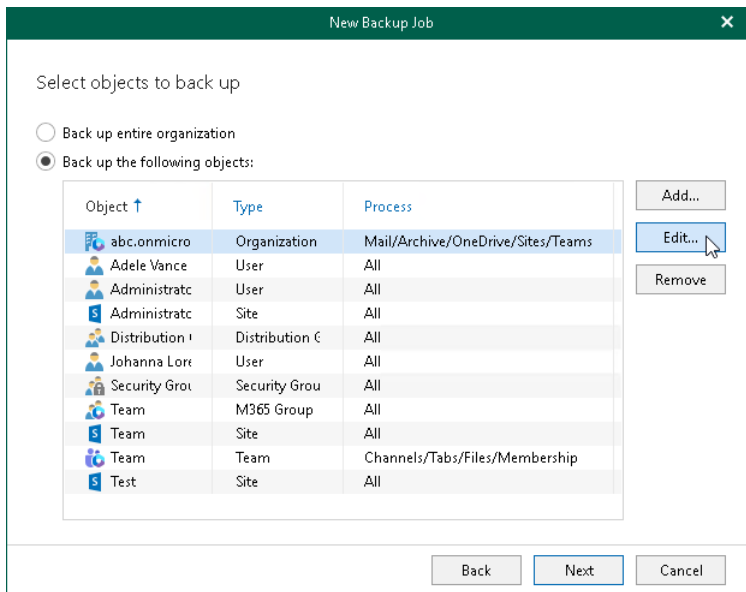 New Backup Job
Select objects to back up
Back up entire organization
Back up the following objects:
Object Type Process
abc.onmicro Organization Mail/Archive/OneDrive/Sites/Teams
Adele Vance User All
Administratc User All
Administratc Site All
Distribution Distribution G All
Johanna Lore User All
Security Grou Security Grou All
Team M365 Group All
Team Site All
Team Team Channels/Tabs/Files/Membership
Test Site All
Add...
Edit...
Remove
Back Next Cancel